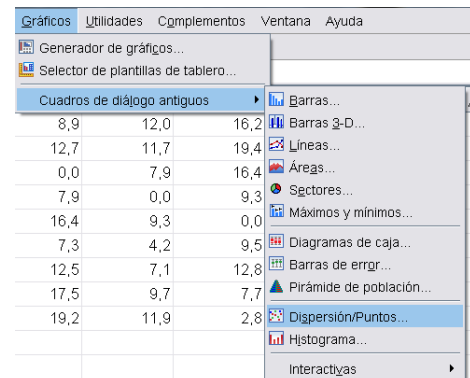 Gráficos Utilidades Complementos Ventana Ayuda
Generador de gráficos...
Selector de plantillas de tablero...
Cuadros de diálogo antiguos
Barras...
8,9 12,0 16,2 Barras 3-D...
12,7 11,7 19,4 Líneas...
0,0 7,9 16,4 Áreas...
7,9 0,0 9,3 Sectores...
16,4 9,3 0,0 Máximos y mínimos...
7,3 4,2 9,5 Diagramas de caja...
12,5 7,1 12,8 Barras de error...
17,5 9,7 7,7 Pirámide de población...
19,2 11,9 2,8 Dispersión/Puntos...
Histograma...
Interactivas